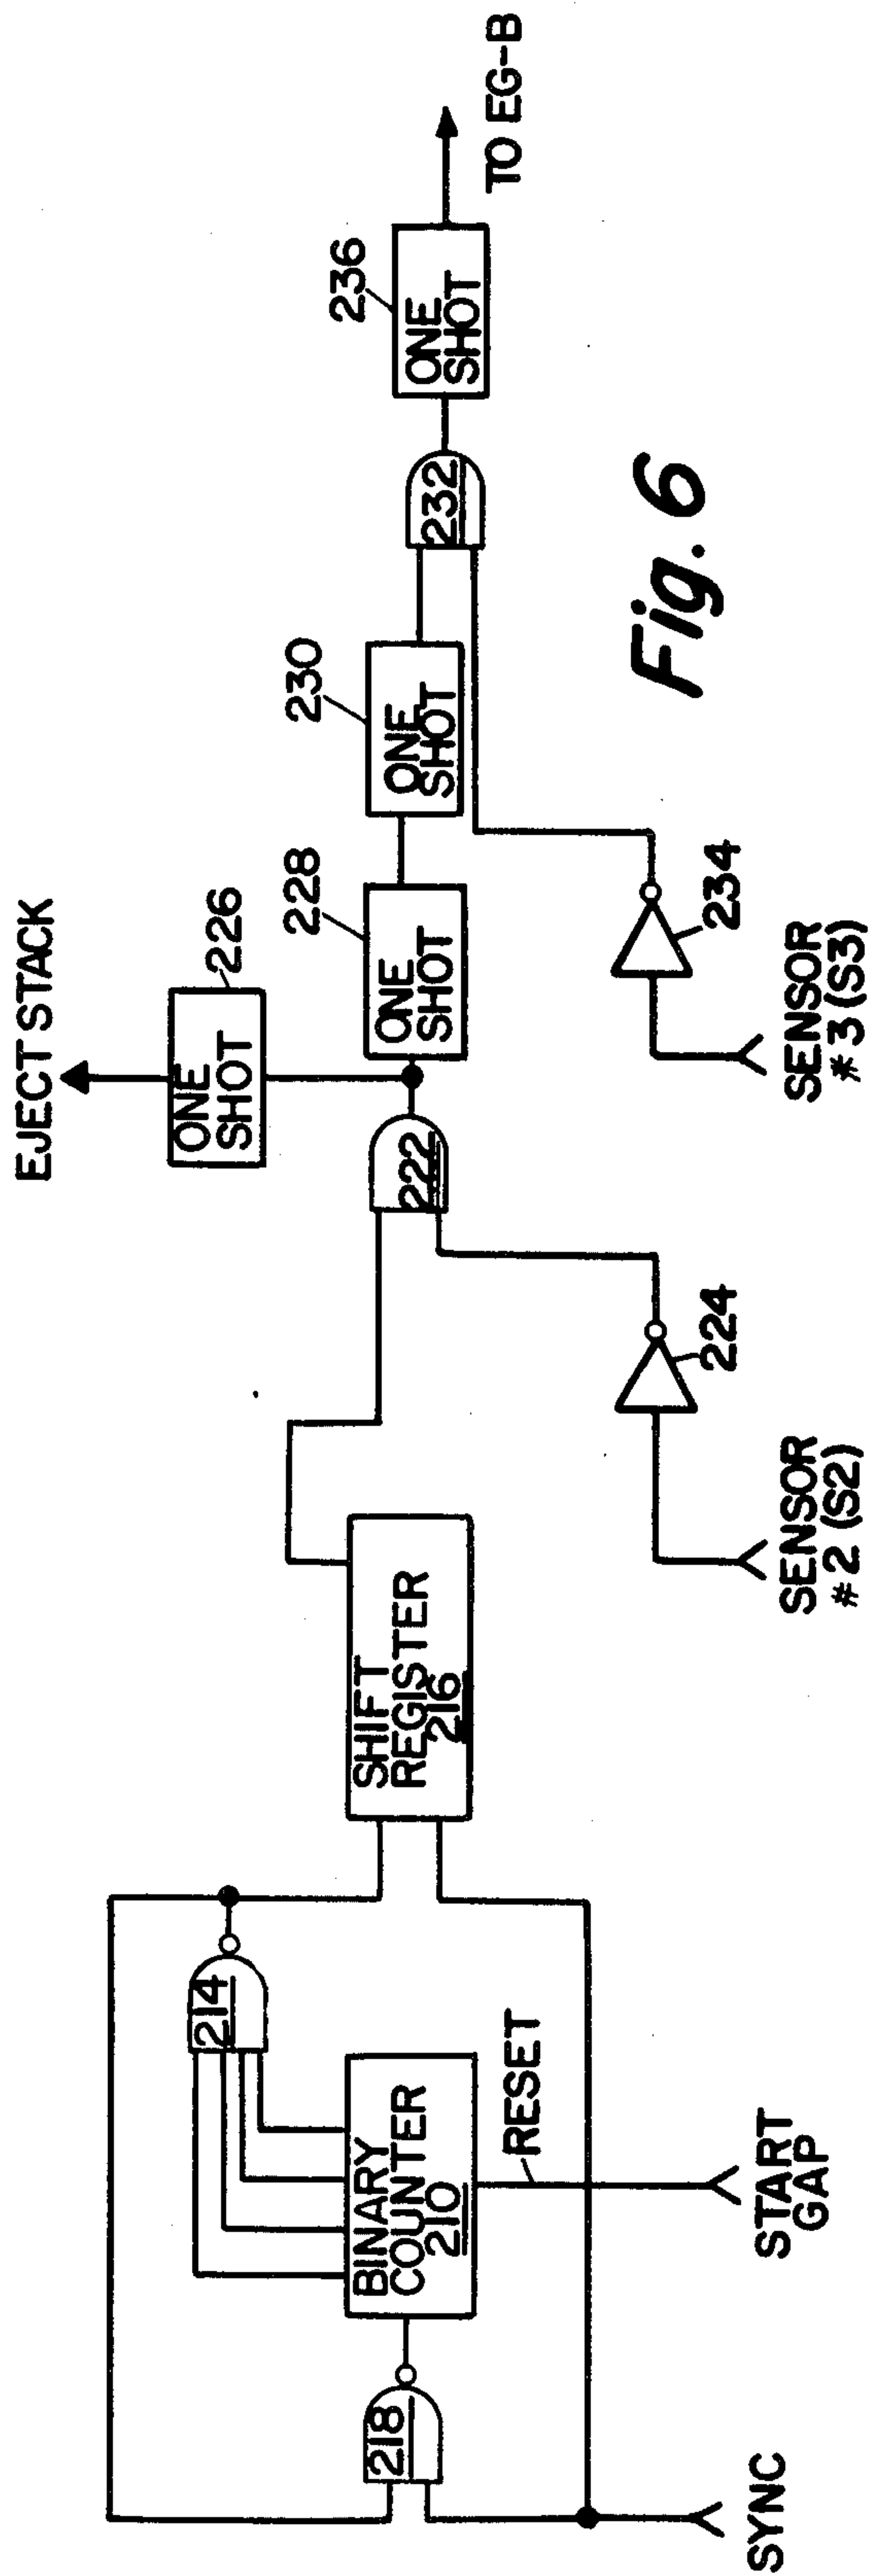 SYNC
START
GAP
RESET
218
BINARY
COUNTER
210
214
SHIFT
REGISTER
216
SENSOR
#2 (S2)
224
222
EJECT STACK
ONE
SHOT
226
ONE
SHOT
228
ONE
SHOT
230
SENSOR
#3 (S3)
234
232
ONE
SHOT
236
TO EG-B
Fig. 6